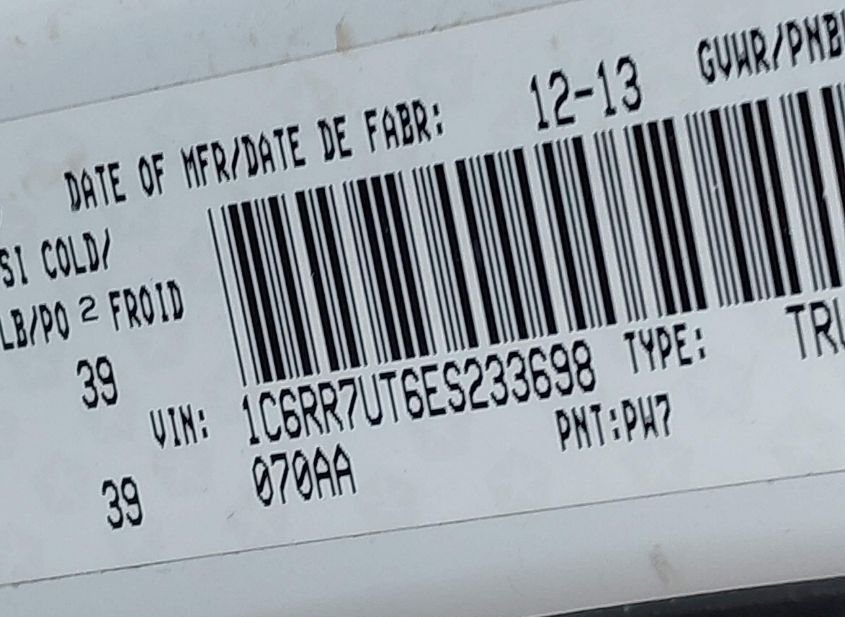 DATE OF MFR/DATE DE FABR: 12-13 GVWR/PNB
SI COLD/
LB/PO 2 FROID
39
VIN: 1C6RR7UT6ES233698 TYPE: TRU
39 070AA PNT:PW7